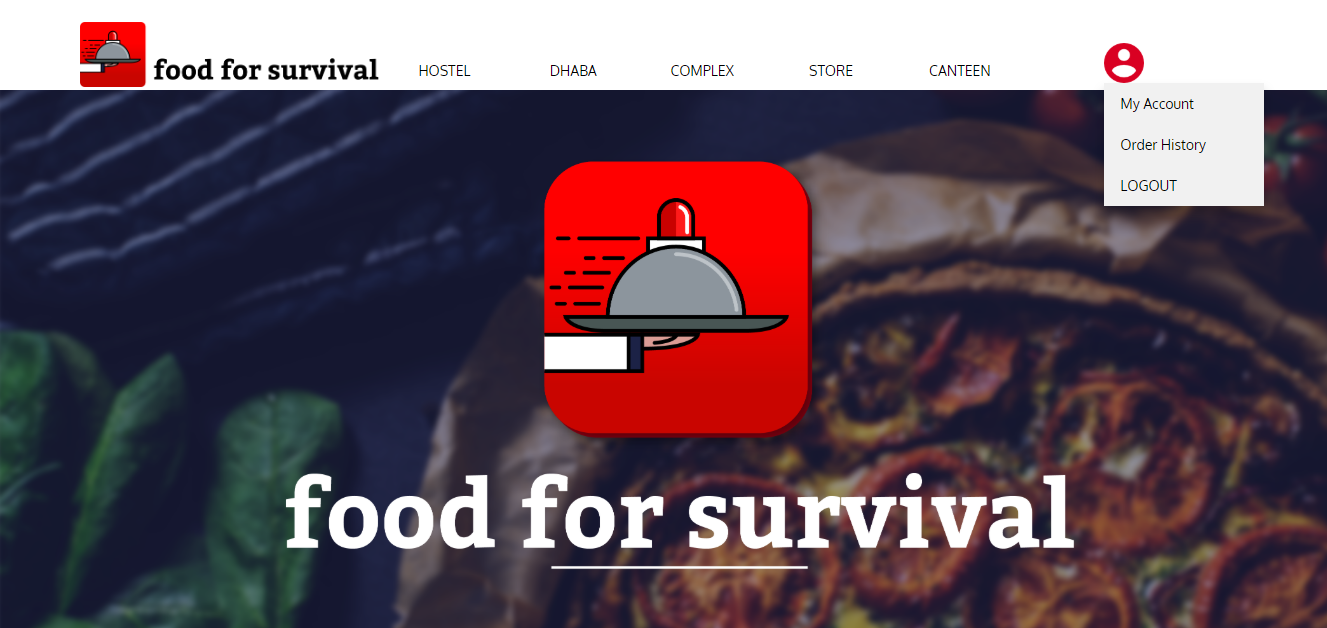 food for survival
HOSTEL
DHABA
COMPLEX
STORE
CANTEEN
My Account
Order History
LOGOUT
food for survival